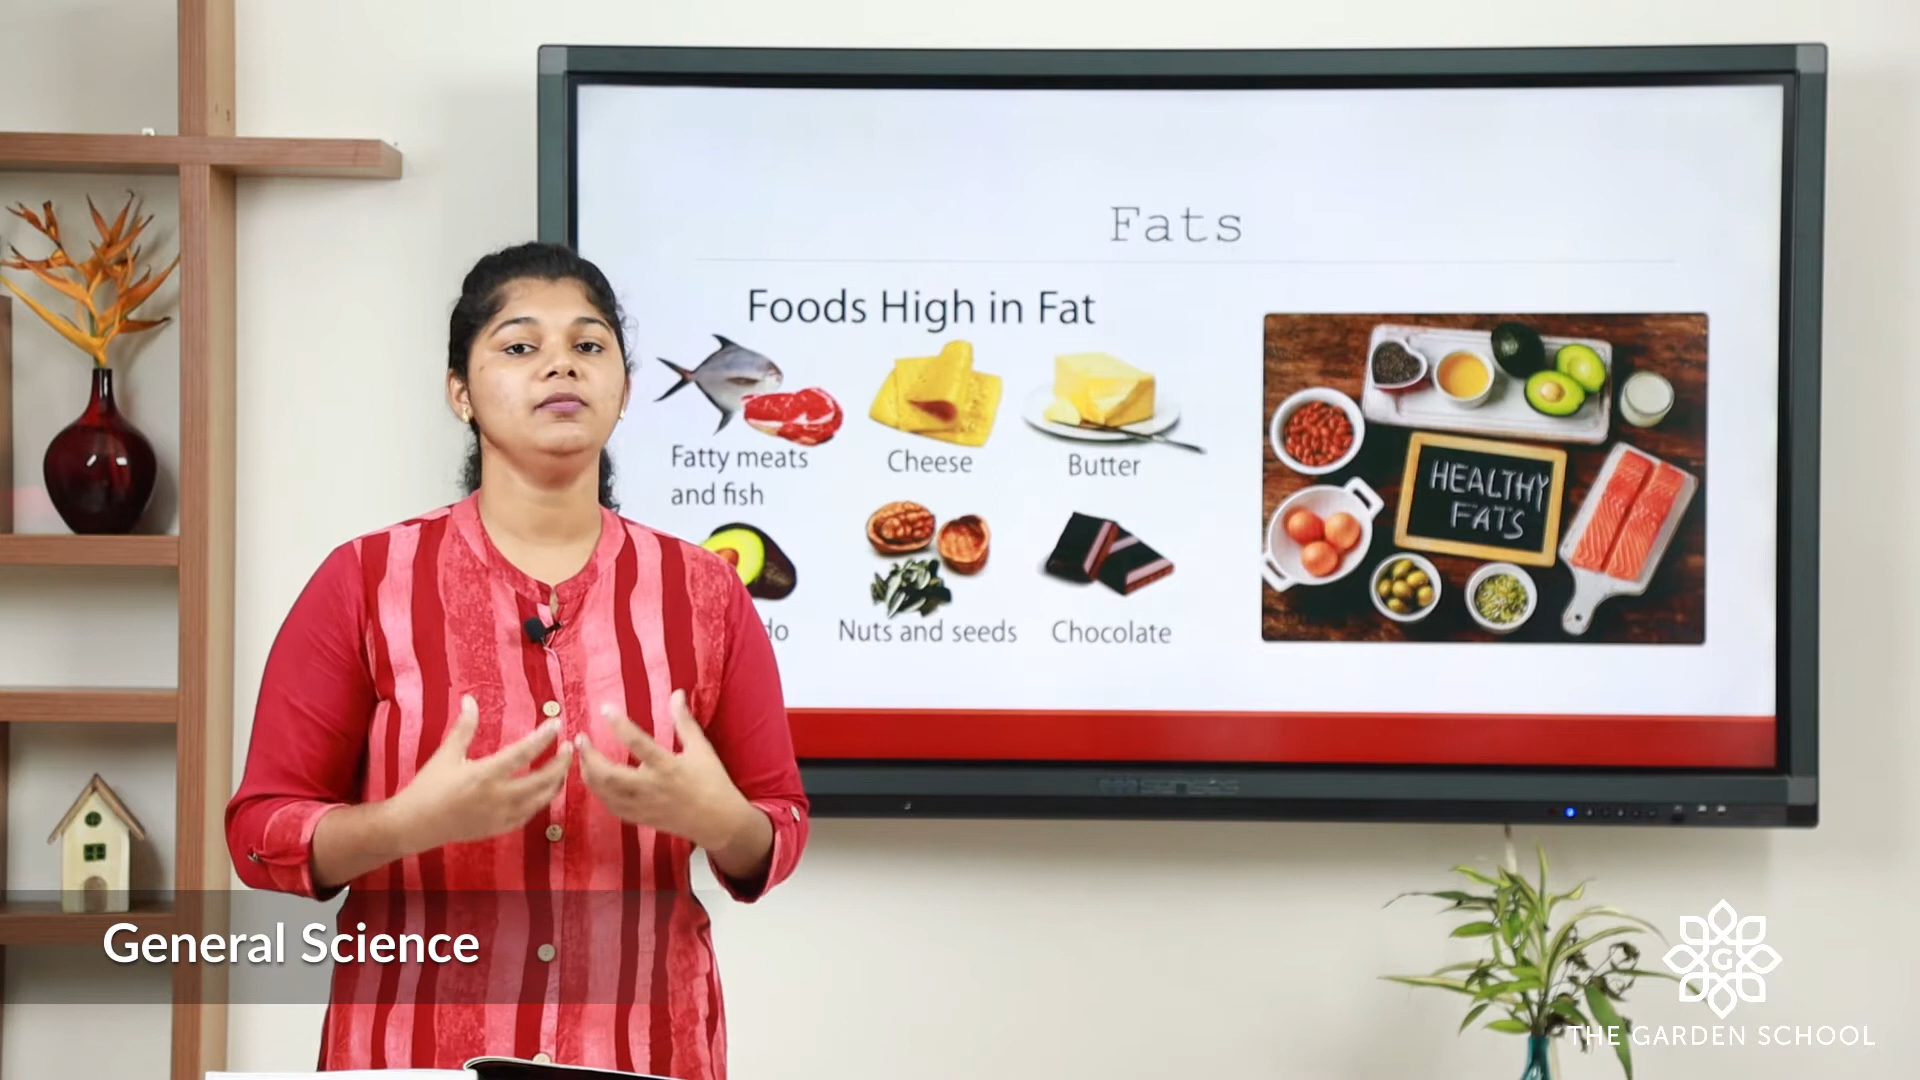 Fats
Foods High in Fat
Fatty meats
and fish
Cheese
Butter
Nuts and seeds
Chocolate
HEALTHY
FATS
General Science
G
THE GARDEN SCHOOL